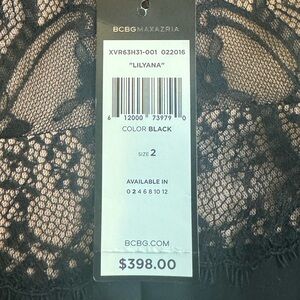 BCBGMAXAZRIA
XVR63H31-001 022016
"LILYANA"
6 12000 73979 0
COLOR BLACK
SIZE 2
AVAILABLE IN
0 2 4 6 8 10 12
BCBG.COM
$398.00